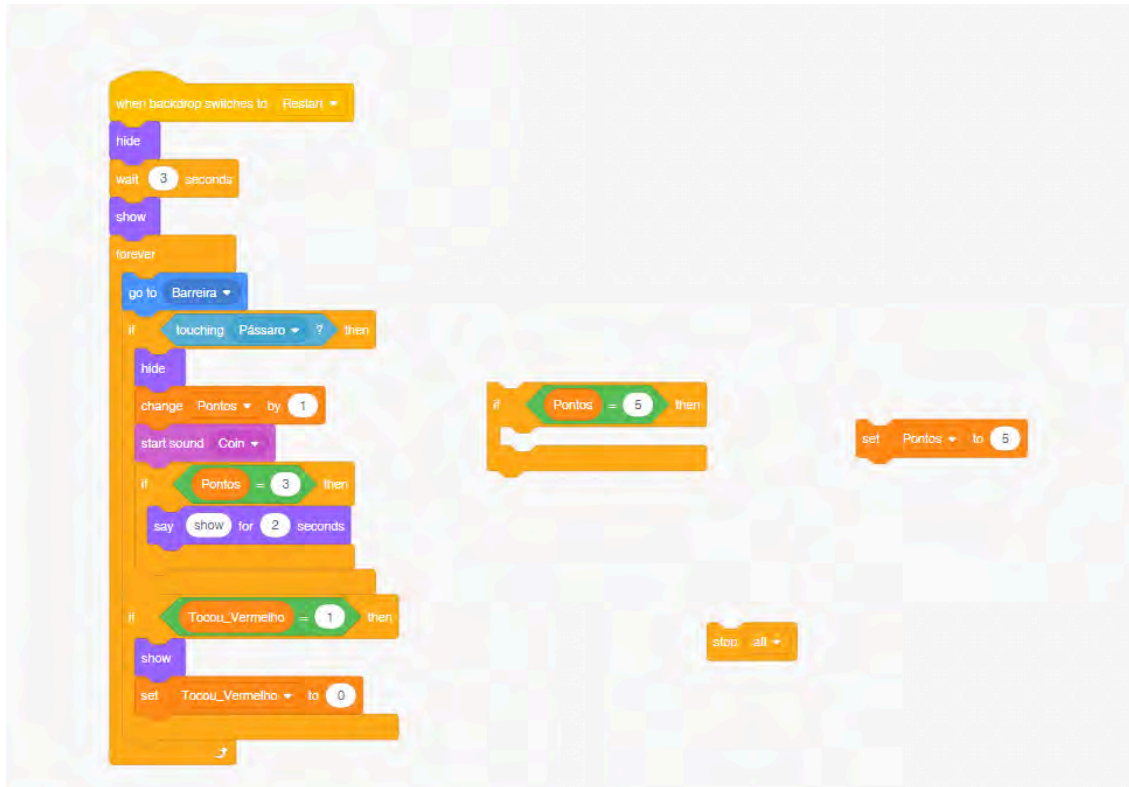 when backdrop switches to Restart
hide
wait 3 seconds
show
forever
go to Barreira
if touching Pássaro ? then
hide
change Pontos by 1
start sound Coin
if Pontos = 3 then
say show for 2 seconds
if Tocou_Vermelho = 1 then
show
set Tocou_Vermelho to 0
if Pontos = 5 then
set Pontos to 5
stop all